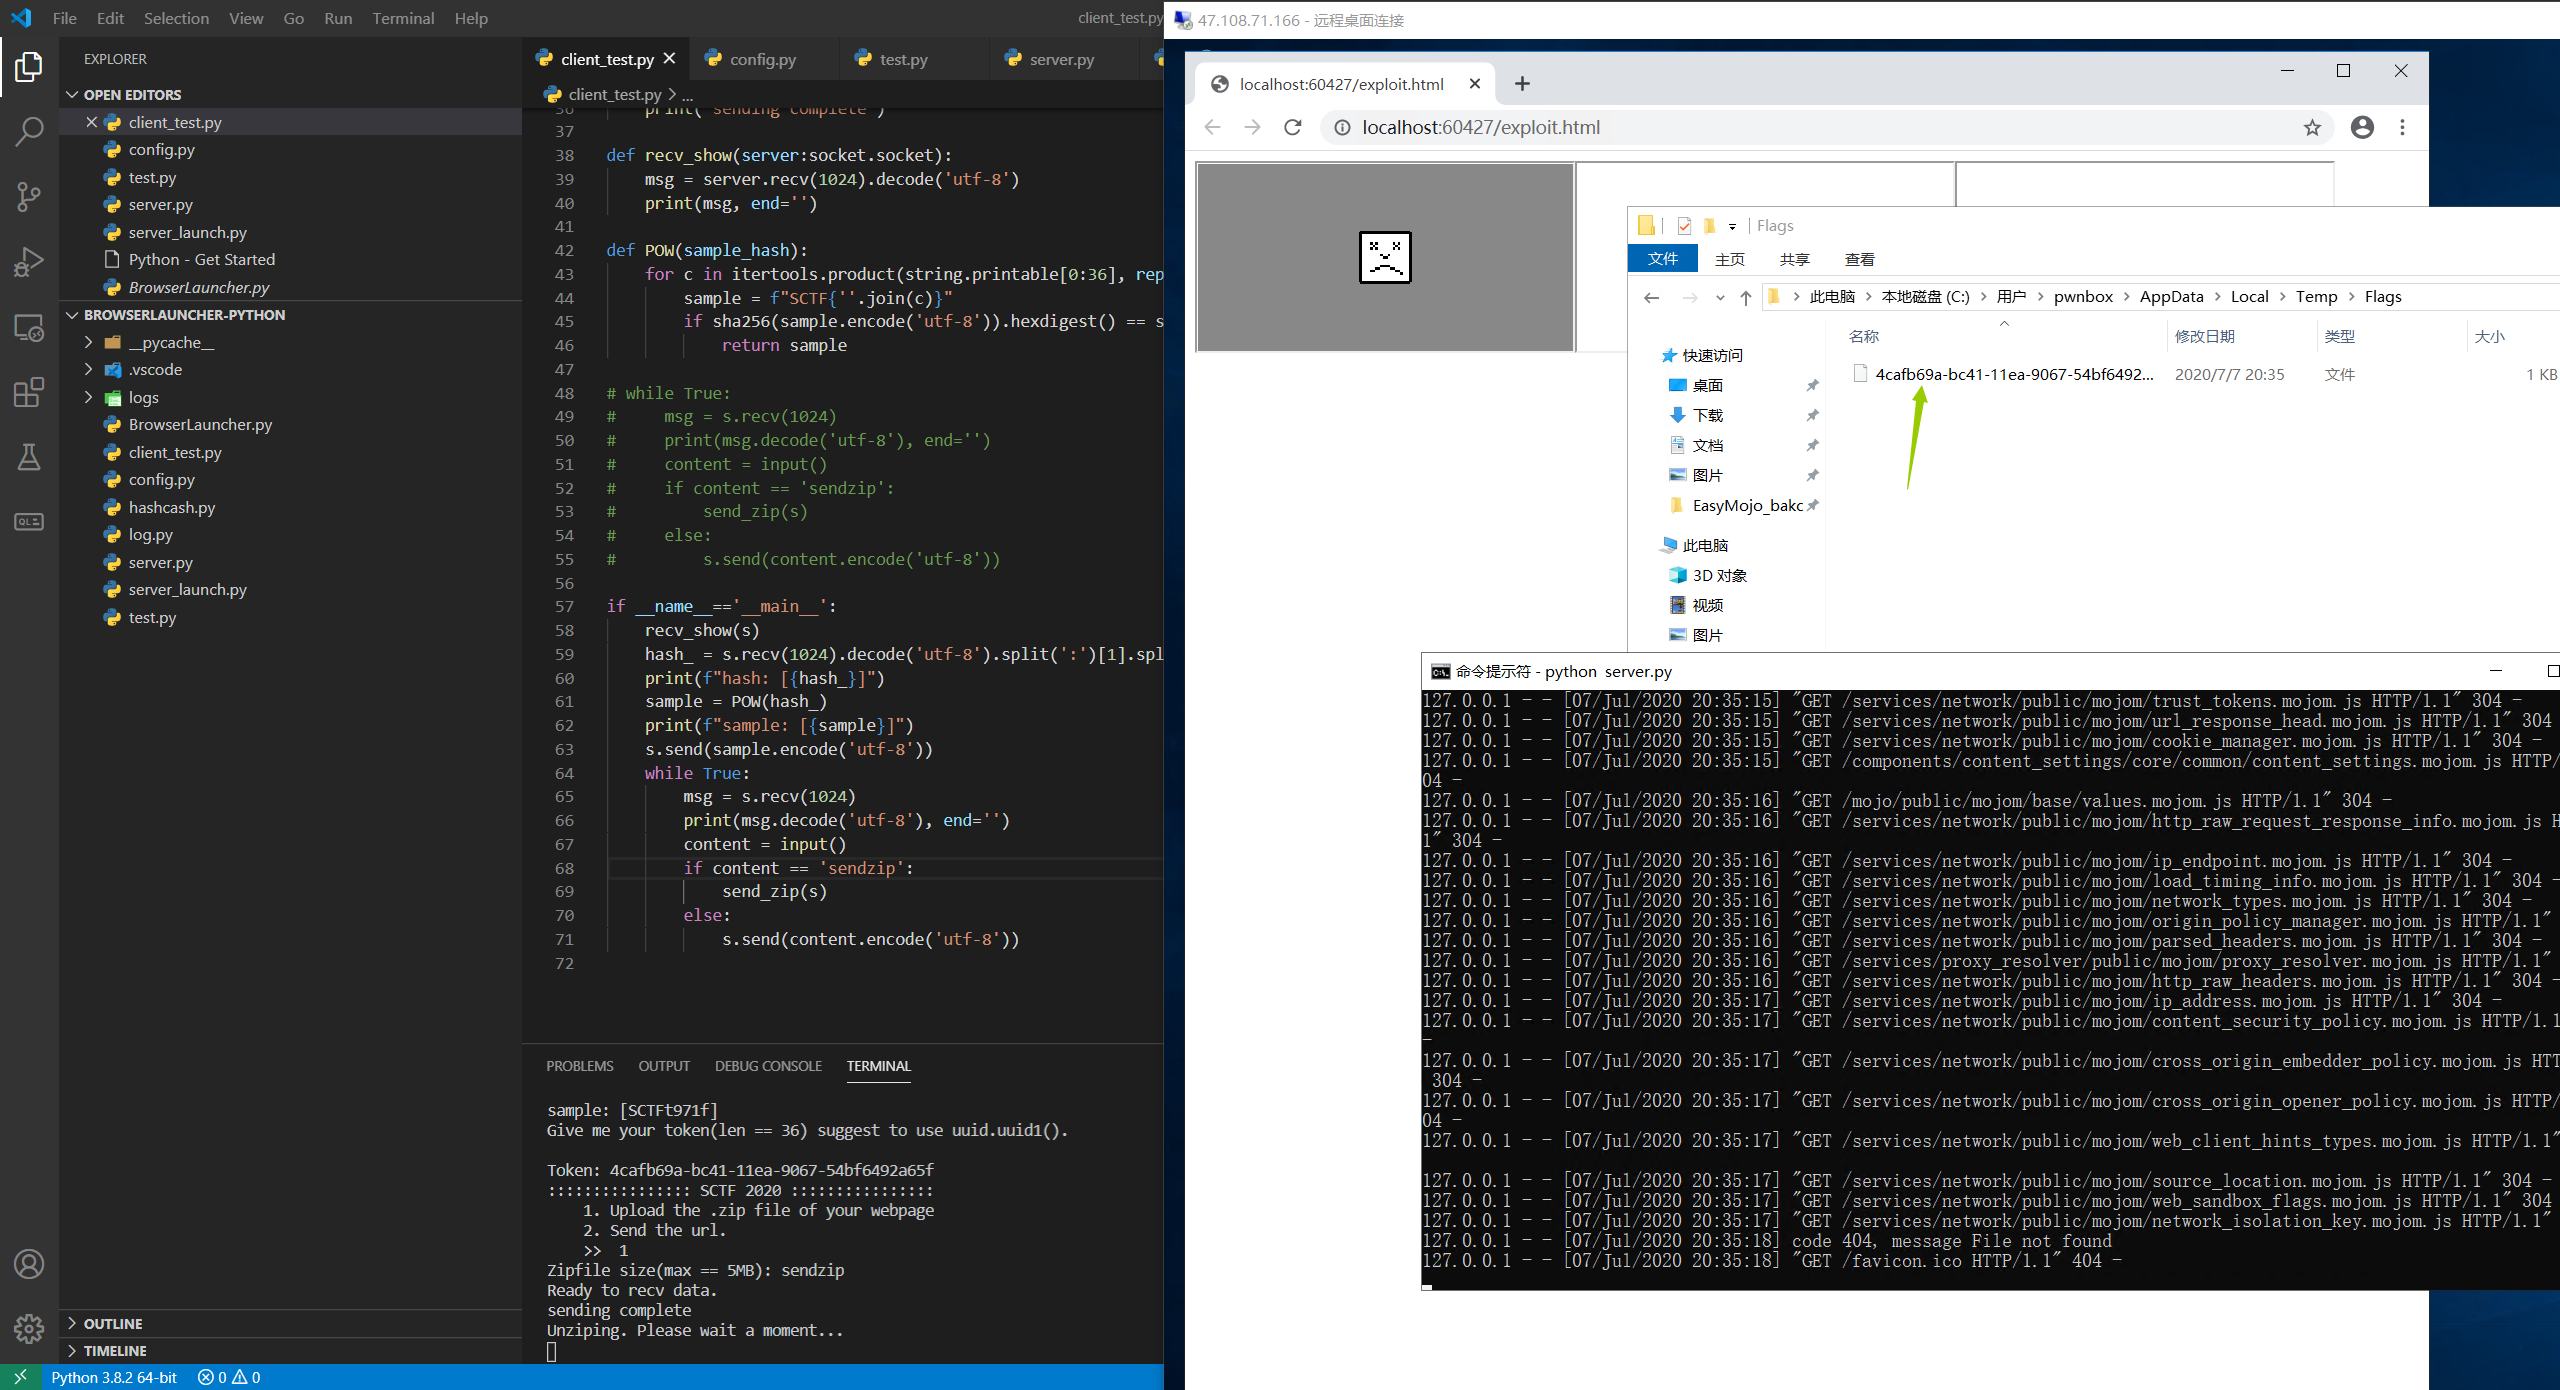 File Edit Selection View Go Run Terminal Help
client_test.py
EXPLORER
OPEN EDITORS
client_test.py
config.py
test.py
server.py
server_launch.py
Python - Get Started
BrowserLauncher.py
BROWSERLAUNCHER-PYTHON
__pycache__
.vscode
logs
BrowserLauncher.py
client_test.py
config.py
hashcash.py
log.py
server.py
server_launch.py
test.py
OUTLINE
TIMELINE
client_test.py config.py test.py server.py
client_test.py > ...
36 print("sending complete")
37
38 def recv_show(server:socket.socket):
39 msg = server.recv(1024).decode('utf-8')
40 print(msg, end='')
41
42 def POW(sample_hash):
43 for c in itertools.product(string.printable[0:36], rep
44 sample = f"SCTF{''.join(c)}"
45 if sha256(sample.encode('utf-8')).hexdigest() == s
46 return sample
47
48 # while True:
49 # msg = s.recv(1024)
50 # print(msg.decode('utf-8'), end='')
51 # content = input()
52 # if content == 'sendzip':
53 # send_zip(s)
54 # else:
55 # s.send(content.encode('utf-8'))
56
57 if __name__=='__main__':
58 recv_show(s)
59 hash_ = s.recv(1024).decode('utf-8').split(':')[1].spl
60 print(f"hash: [{hash_}]")
61 sample = POW(hash_)
62 print(f"sample: [{sample}]")
63 s.send(sample.encode('utf-8'))
64 while True:
65 msg = s.recv(1024)
66 print(msg.decode('utf-8'), end='')
67 content = input()
68 if content == 'sendzip':
69 send_zip(s)
70 else:
71 s.send(content.encode('utf-8'))
72
PROBLEMS OUTPUT DEBUG CONSOLE TERMINAL
sample: [SCTFt971f]
Give me your token(len == 36) suggest to use uuid.uuid1().
Token: 4cafb69a-bc41-11ea-9067-54bf6492a65f
:::::::::::::::: SCTF 2020 ::::::::::::::::
1. Upload the .zip file of your webpage
2. Send the url.
>> 1
Zipfile size(max == 5MB): sendzip
Ready to recv data.
sending complete
Unziping. Please wait a moment...
Python 3.8.2 64-bit 0 0
47.108.71.166 - 远程桌面连接
localhost:60427/exploit.html
localhost:60427/exploit.html
Flags
文件 主页 共享 查看
此电脑 > 本地磁盘 (C:) > 用户 > pwnbox > AppData > Local > Temp > Flags
名称 修改日期 类型 大小
4cafb69a-bc41-11ea-9067-54bf6492... 2020/7/7 20:35 文件 1 KB
快速访问
桌面
下载
文档
图片
EasyMojo_bakc
此电脑
3D 对象
视频
图片
命令提示符 - python server.py
127.0.0.1 - - [07/Jul/2020 20:35:15] "GET /services/network/public/mojom/trust_tokens.mojom.js HTTP/1.1" 304 -
127.0.0.1 - - [07/Jul/2020 20:35:15] "GET /services/network/public/mojom/url_response_head.mojom.js HTTP/1.1" 304
127.0.0.1 - - [07/Jul/2020 20:35:15] "GET /services/network/public/mojom/cookie_manager.mojom.js HTTP/1.1" 304 -
127.0.0.1 - - [07/Jul/2020 20:35:15] "GET /components/content_settings/core/common/content_settings.mojom.js HTTP/
04 -
127.0.0.1 - - [07/Jul/2020 20:35:16] "GET /mojo/public/mojom/base/values.mojom.js HTTP/1.1" 304 -
127.0.0.1 - - [07/Jul/2020 20:35:16] "GET /services/network/public/mojom/http_raw_request_response_info.mojom.js H
1" 304 -
127.0.0.1 - - [07/Jul/2020 20:35:16] "GET /services/network/public/mojom/ip_endpoint.mojom.js HTTP/1.1" 304 -
127.0.0.1 - - [07/Jul/2020 20:35:16] "GET /services/network/public/mojom/load_timing_info.mojom.js HTTP/1.1" 304 -
127.0.0.1 - - [07/Jul/2020 20:35:16] "GET /services/network/public/mojom/network_types.mojom.js HTTP/1.1" 304 -
127.0.0.1 - - [07/Jul/2020 20:35:16] "GET /services/network/public/mojom/origin_policy_manager.mojom.js HTTP/1.1"
127.0.0.1 - - [07/Jul/2020 20:35:16] "GET /services/network/public/mojom/parsed_headers.mojom.js HTTP/1.1" 304 -
127.0.0.1 - - [07/Jul/2020 20:35:16] "GET /services/proxy_resolver/public/mojom/proxy_resolver.mojom.js HTTP/1.1"
127.0.0.1 - - [07/Jul/2020 20:35:16] "GET /services/network/public/mojom/http_raw_headers.mojom.js HTTP/1.1" 304 -
127.0.0.1 - - [07/Jul/2020 20:35:17] "GET /services/network/public/mojom/ip_address.mojom.js HTTP/1.1" 304 -
127.0.0.1 - - [07/Jul/2020 20:35:17] "GET /services/network/public/mojom/content_security_policy.mojom.js HTTP/1.1
-
127.0.0.1 - - [07/Jul/2020 20:35:17] "GET /services/network/public/mojom/cross_origin_embedder_policy.mojom.js HTT
304 -
127.0.0.1 - - [07/Jul/2020 20:35:17] "GET /services/network/public/mojom/cross_origin_opener_policy.mojom.js HTTP/
04 -
127.0.0.1 - - [07/Jul/2020 20:35:17] "GET /services/network/public/mojom/web_client_hints_types.mojom.js HTTP/1.1"
127.0.0.1 - - [07/Jul/2020 20:35:17] "GET /services/network/public/mojom/source_location.mojom.js HTTP/1.1" 304 -
127.0.0.1 - - [07/Jul/2020 20:35:17] "GET /services/network/public/mojom/web_sandbox_flags.mojom.js HTTP/1.1" 304
127.0.0.1 - - [07/Jul/2020 20:35:17] "GET /services/network/public/mojom/network_isolation_key.mojom.js HTTP/1.1"
127.0.0.1 - - [07/Jul/2020 20:35:18] code 404, message File not found
127.0.0.1 - - [07/Jul/2020 20:35:18] "GET /favicon.ico HTTP/1.1" 404 -